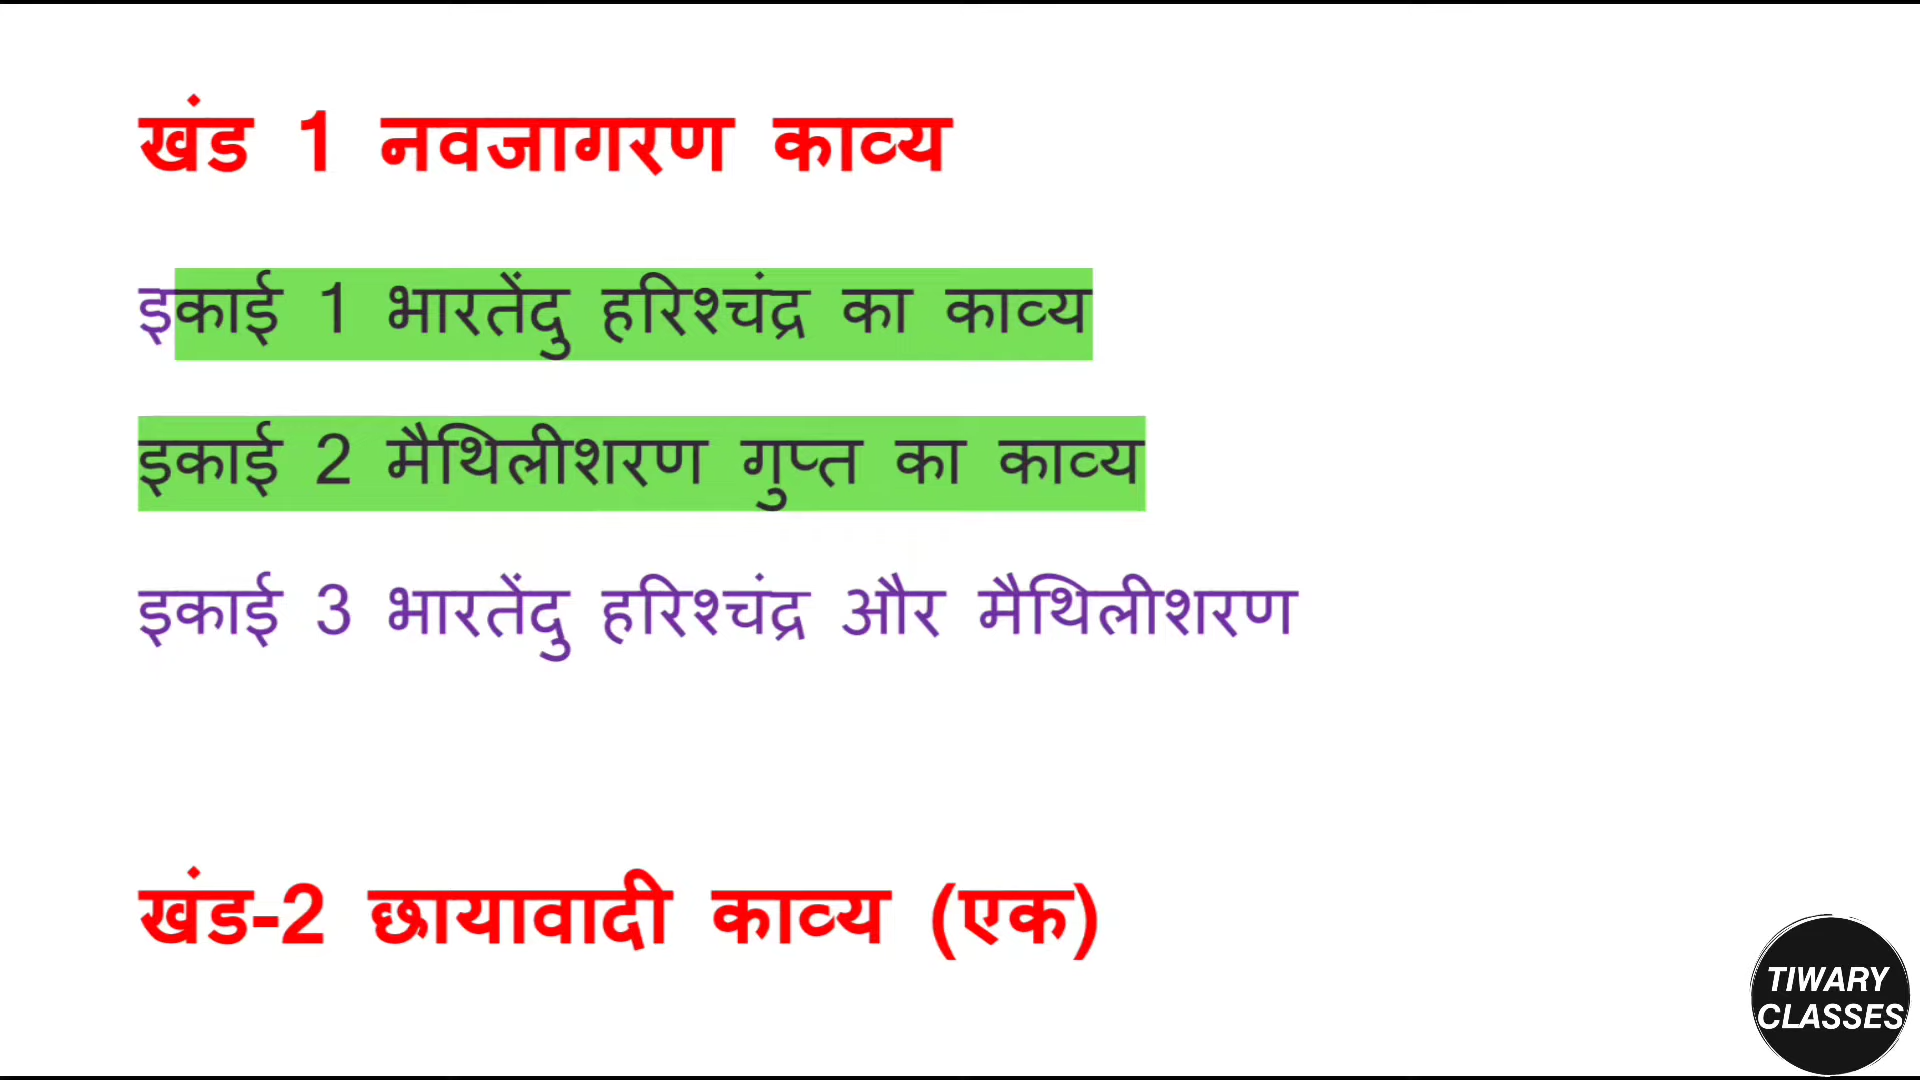 खंड 1 नवजागरण काव्य
इकाई 1 भारतेंदु हरिश्चंद्र का काव्य
इकाई 2 मैथिलीशरण गुप्त का काव्य
इकाई 3 भारतेंदु हरिश्चंद्र और मैथिलीशरण
खंड-2 छायावादी काव्य (एक)
TIWARY
CLASSES